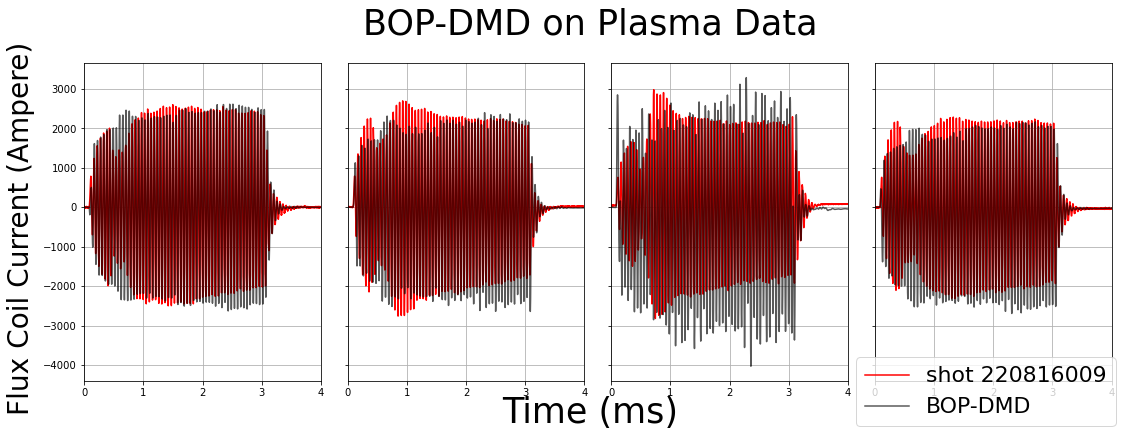 BOP-DMD on Plasma Data
Flux Coil Current (Ampere)
3000
2000
1000
0
−1000
−2000
−3000
−4000
0 1 2 3 4
0 1 2 3 4
0 1 2 3 4
0 1 2 3 4
Time (ms)
shot 220816009
BOP-DMD